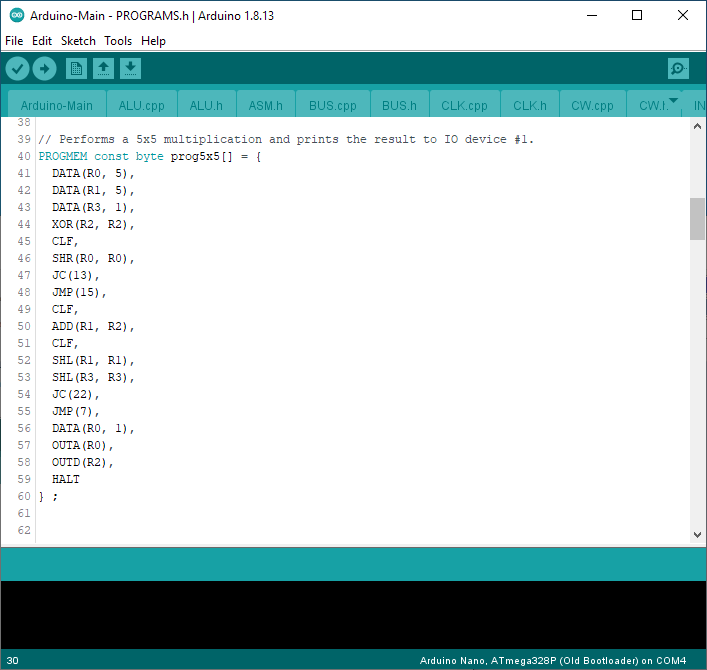 Arduino-Main - PROGRAMS.h | Arduino 1.8.13
File Edit Sketch Tools Help
Arduino-Main ALU.cpp ALU.h ASM.h BUS.cpp BUS.h CLK.cpp CLK.h CW.cpp CW.h IN
38
39 // Performs a 5x5 multiplication and prints the result to IO device #1.
40 PROGMEM const byte prog5x5[] = {
41 DATA(R0, 5),
42 DATA(R1, 5),
43 DATA(R3, 1),
44 XOR(R2, R2),
45 CLF,
46 SHR(R0, R0),
47 JC(13),
48 JMP(15),
49 CLF,
50 ADD(R1, R2),
51 CLF,
52 SHL(R1, R1),
53 SHL(R3, R3),
54 JC(22),
55 JMP(7),
56 DATA(R0, 1),
57 OUTA(R0),
58 OUTD(R2),
59 HALT
60 } ;
61
62
30 Arduino Nano, ATmega328P (Old Bootloader) on COM4